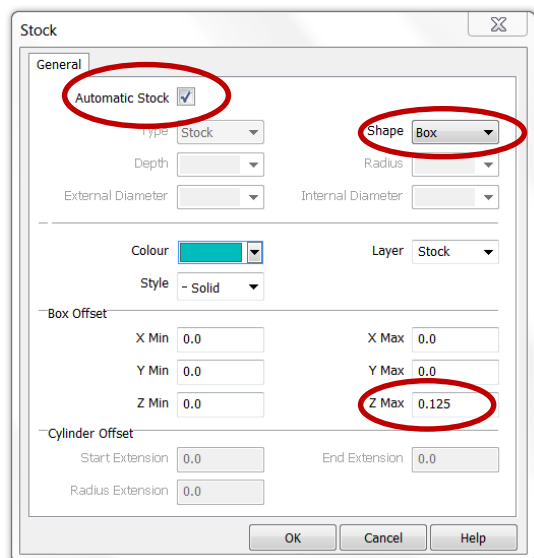 Stock
General
Automatic Stock
Type Stock Shape Box
Depth Radius
External Diameter Internal Diameter
Colour Layer Stock
Style - Solid
Box Offset
X Min 0.0 X Max 0.0
Y Min 0.0 Y Max 0.0
Z Min 0.0 Z Max 0.125
Cylinder Offset
Start Extension 0.0 End Extension 0.0
Radius Extension 0.0
OK Cancel Help